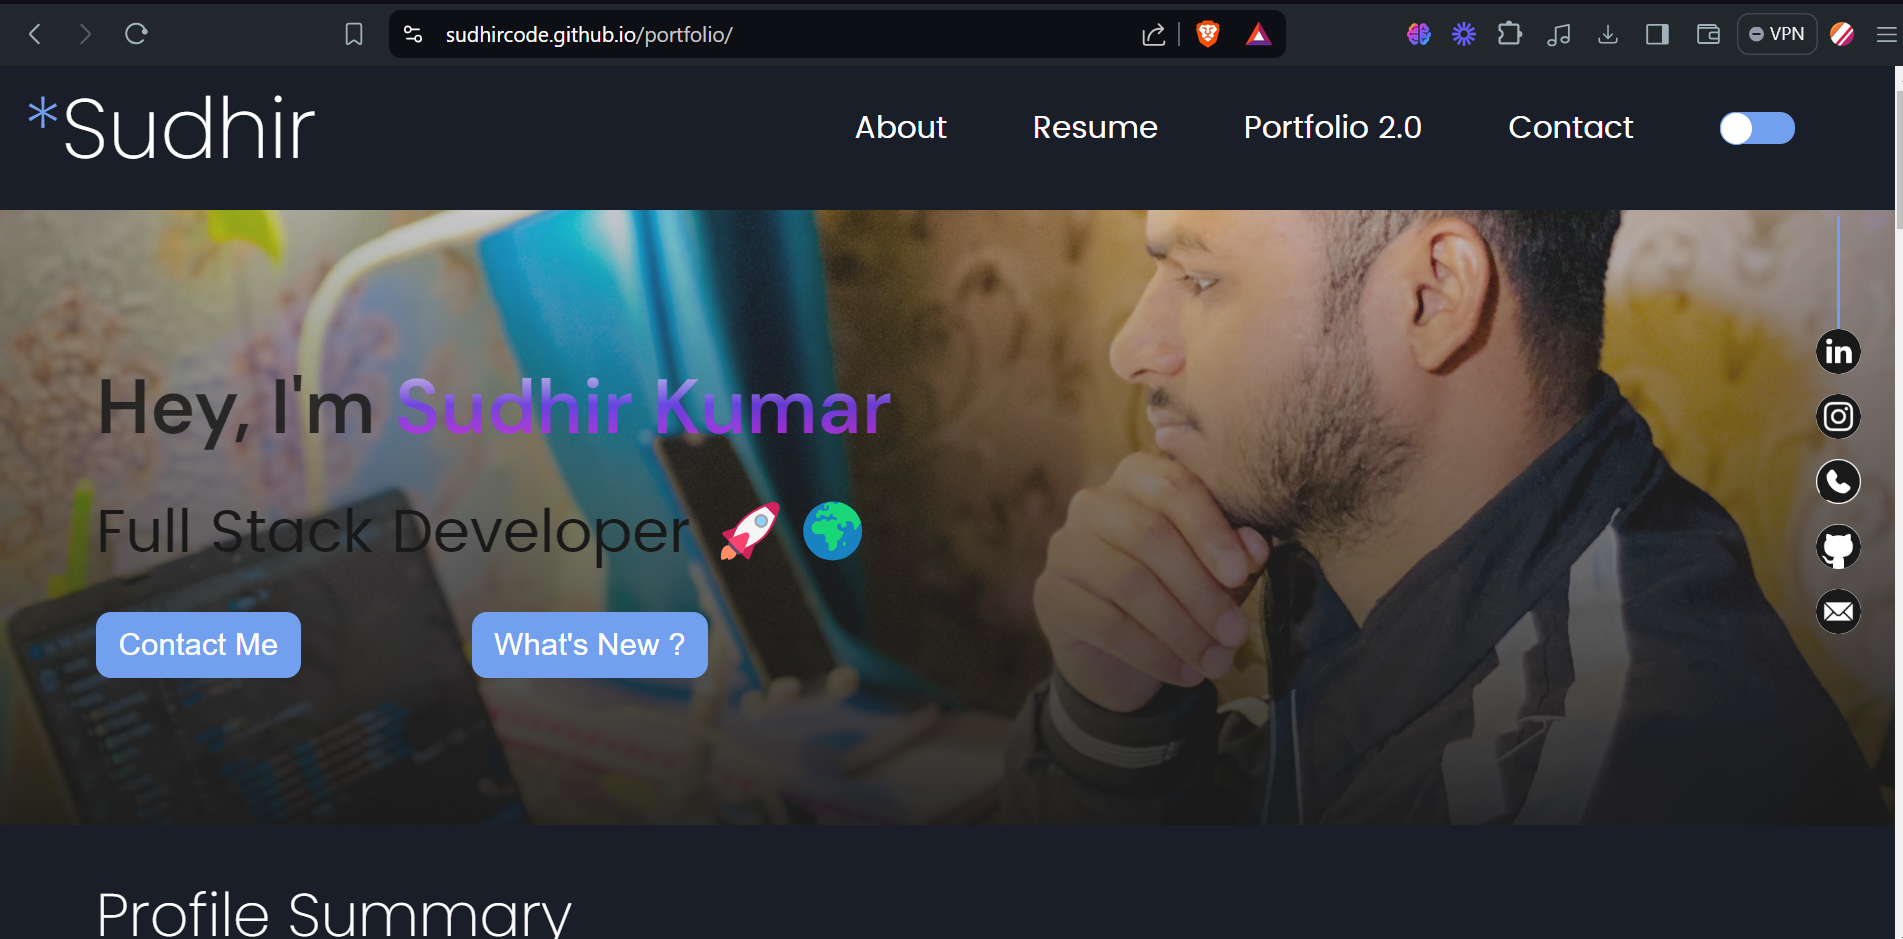 sudhircode.github.io/portfolio/
VPN
*Sudhir
About Resume Portfolio 2.0 Contact
Hey, I'm Sudhir Kumar
Full Stack Developer 🚀 🌍
Contact Me What's New ?
in
Profile Summary